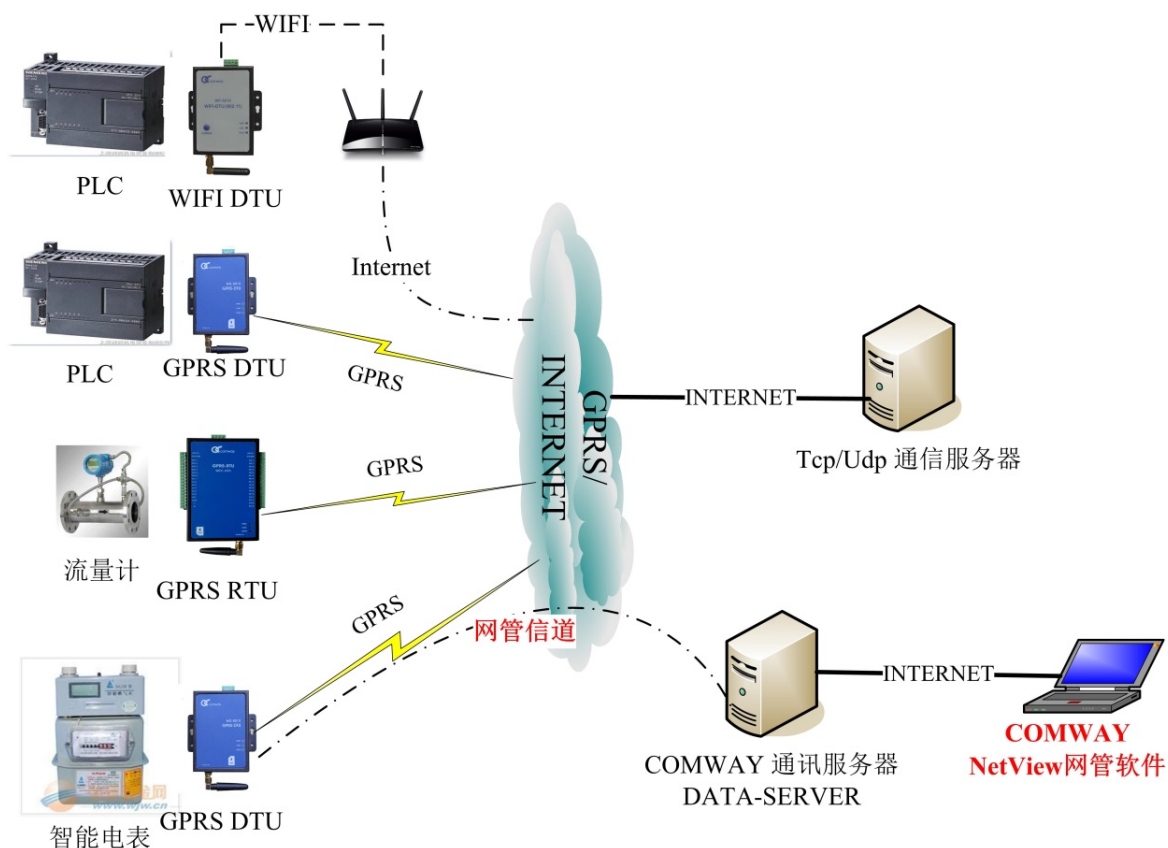 WIFI
PLC
WIFI DTU
Internet
PLC
GPRS DTU
GPRS
GPRS/
INTERNET
INTERNET
Tcp/Udp 通信服务器
GPRS
流量计
GPRS RTU
GPRS
网管信道
INTERNET
COMWAY 通讯服务器
DATA-SERVER
COMWAY
NetView网管软件
www.wjw.cn
GPRS DTU
智能电表